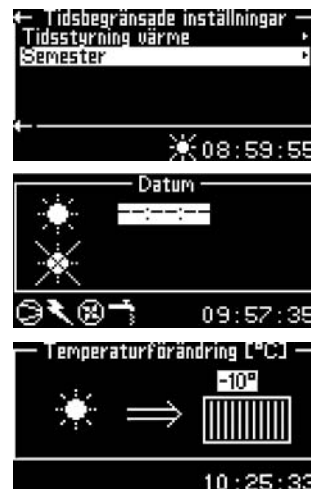 Tidsbegränsade inställningar
Tidsstyrning värme
Semester
08:59:55
Datum
--:--:--
09:57:35
Temperaturförändring [°C]
-10°
10:25:33